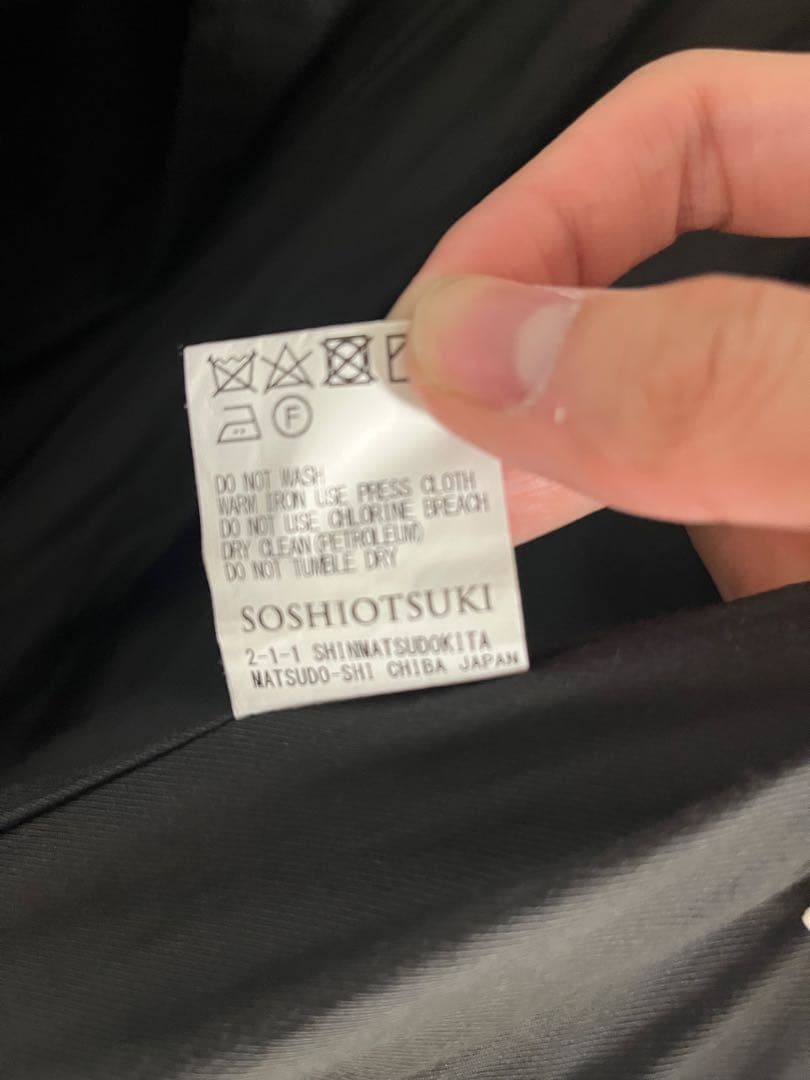 F
DO NOT WASH
WARM IRON USE PRESS CLOTH
DO NOT USE CHLORINE BREACH
DRY CLEAN(PETROLEUM)
DO NOT TUMBLE DRY
SOSHIOTSUKI
2-1-1 SHINMATSUDOKITA
MATSUDO-SHI CHIBA JAPAN